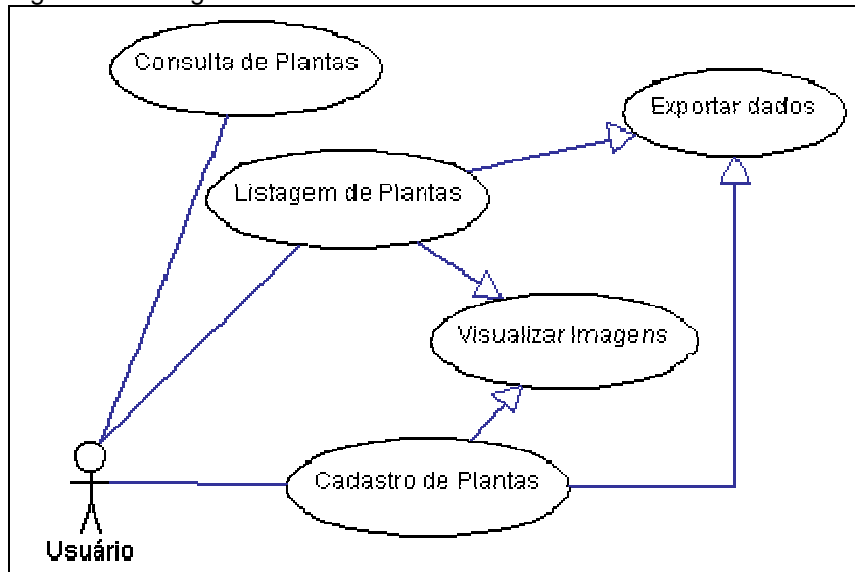 Consulta de Plantas
Exportar dados
Listagem de Plantas
Visualizar Imagens
Cadastro de Plantas
Usuário